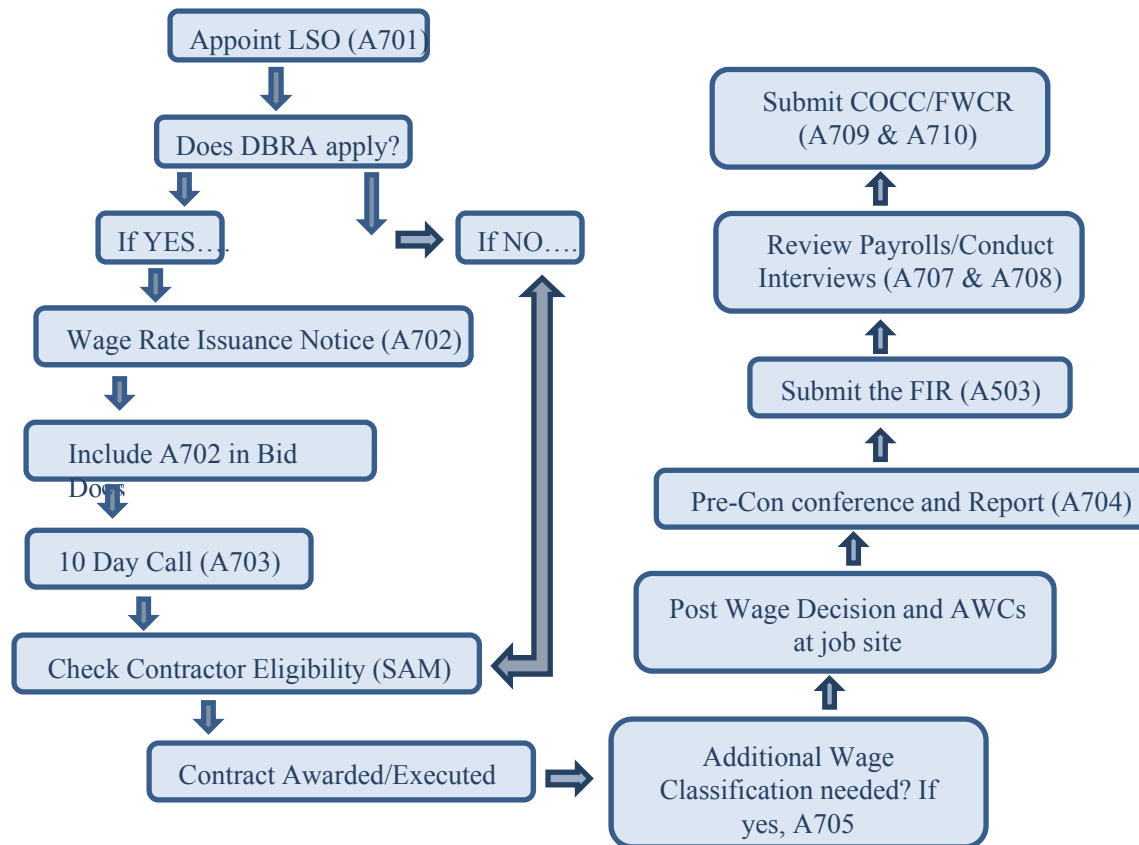 Appoint LSO (A701)
Does DBRA apply?
If YES….
If NO….
Wage Rate Issuance Notice (A702)
Include A702 in Bid
Docs
10 Day Call (A703)
Check Contractor Eligibility (SAM)
Contract Awarded/Executed
Additional Wage
Classification needed? If
yes, A705
Post Wage Decision and AWCs
at job site
Pre-Con conference and Report (A704)
Submit the FIR (A503)
Review Payrolls/Conduct
Interviews (A707 & A708)
Submit COCC/FWCR
(A709 & A710)